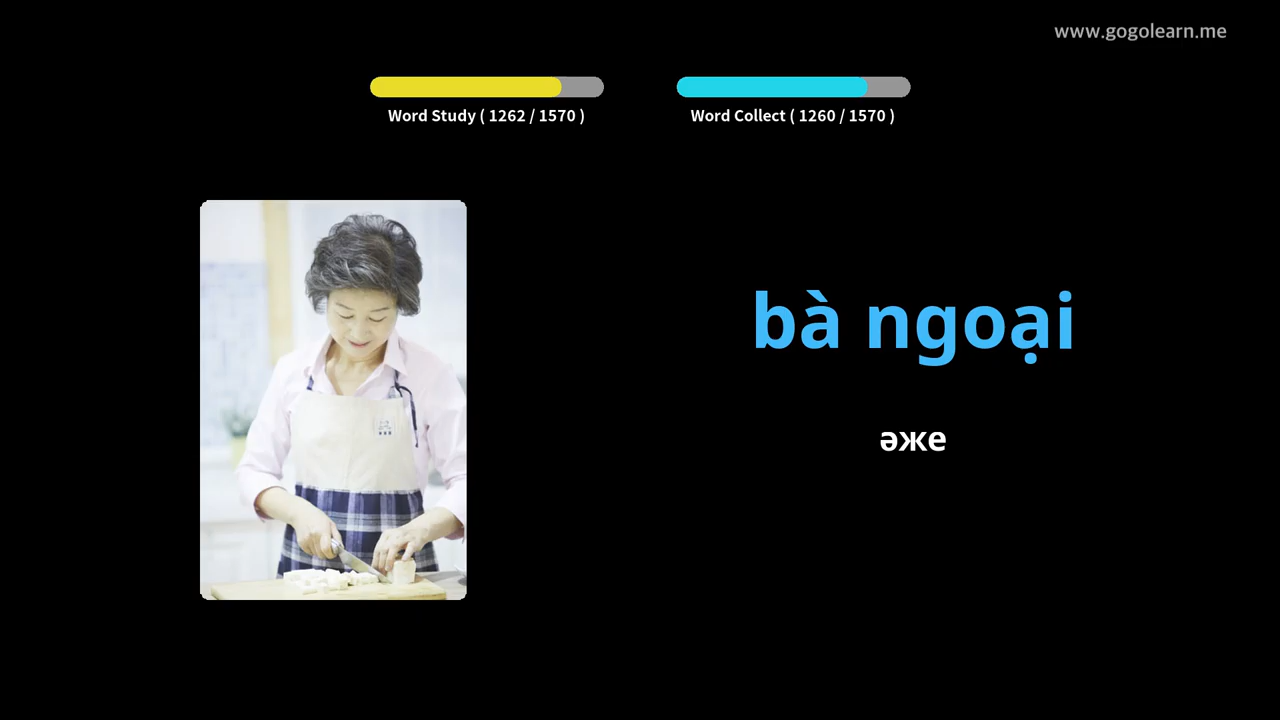 www.gogolearn.me
Word Study ( 1262 / 1570 )
Word Collect ( 1260 / 1570 )
bà ngoại
әже